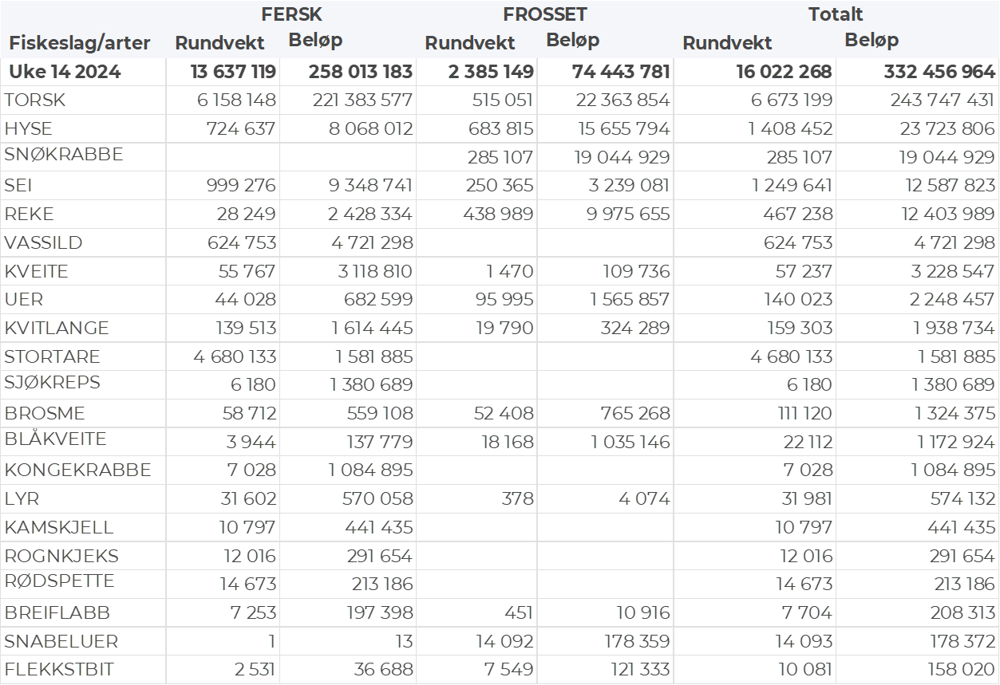 FERSK FROSSET Totalt
Fiskeslag/arter Rundvekt Beløp Rundvekt Beløp Rundvekt Beløp
Uke 14 2024 13 637 119 258 013 183 2 385 149 74 443 781 16 022 268 332 456 964
TORSK 6 158 148 221 383 577 515 051 22 363 854 6 673 199 243 747 431
HYSE 724 637 8 068 012 683 815 15 655 794 1 408 452 23 723 806
SNØKRABBE 285 107 19 044 929 285 107 19 044 929
SEI 999 276 9 348 741 250 365 3 239 081 1 249 641 12 587 823
REKE 28 249 2 428 334 438 989 9 975 655 467 238 12 403 989
VASSILD 624 753 4 721 298 624 753 4 721 298
KVEITE 55 767 3 118 810 1 470 109 736 57 237 3 228 547
UER 44 028 682 599 95 995 1 565 857 140 023 2 248 457
KVITLANGE 139 513 1 614 445 19 790 324 289 159 303 1 938 734
STORTARE 4 680 133 1 581 885 4 680 133 1 581 885
SJØKREPS 6 180 1 380 689 6 180 1 380 689
BROSME 58 712 559 108 52 408 765 268 111 120 1 324 375
BLÅKVEITE 3 944 137 779 18 168 1 035 146 22 112 1 172 924
KONGEKRABBE 7 028 1 084 895 7 028 1 084 895
LYR 31 602 570 058 378 4 074 31 981 574 132
KAMSKJELL 10 797 441 435 10 797 441 435
ROGNKJEKS 12 016 291 654 12 016 291 654
RØDSPETTE 14 673 213 186 14 673 213 186
BREIFLABB 7 253 197 398 451 10 916 7 704 208 313
SNABELUER 1 13 14 092 178 359 14 093 178 372
FLEKKSTBIT 2 531 36 688 7 549 121 333 10 081 158 020